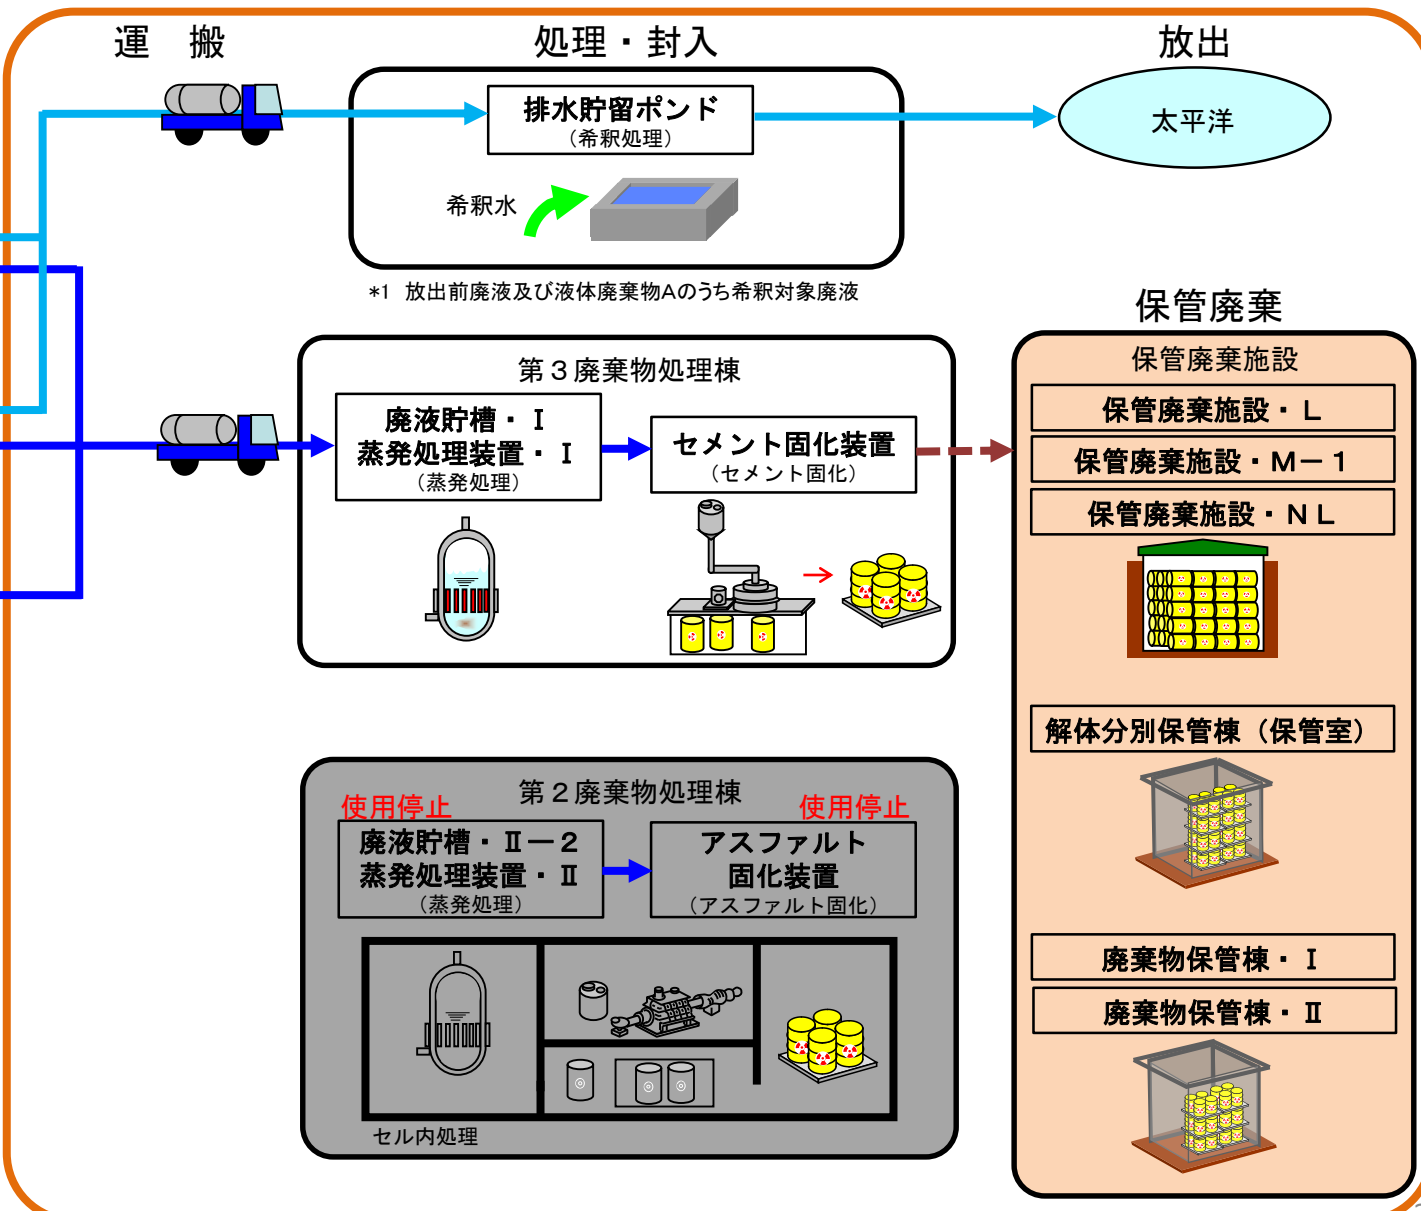 運　搬
処理・封入
放出
排水貯留ポンド
（希釈処理）
太平洋
希釈水
*1 放出前廃液及び液体廃棄物Aのうち希釈対象廃液
保管廃棄
第３廃棄物処理棟
廃液貯槽・Ⅰ
蒸発処理装置・Ⅰ
（蒸発処理）
セメント固化装置
（セメント固化）
保管廃棄施設
保管廃棄施設・Ｌ
保管廃棄施設・Ｍ－１
保管廃棄施設・ＮＬ
解体分別保管棟（保管室）
廃棄物保管棟・Ⅰ
廃棄物保管棟・Ⅱ
第２廃棄物処理棟
使用停止
使用停止
廃液貯槽・Ⅱ－２
蒸発処理装置・Ⅱ
（蒸発処理）
アスファルト
固化装置
（アスファルト固化）
セル内処理